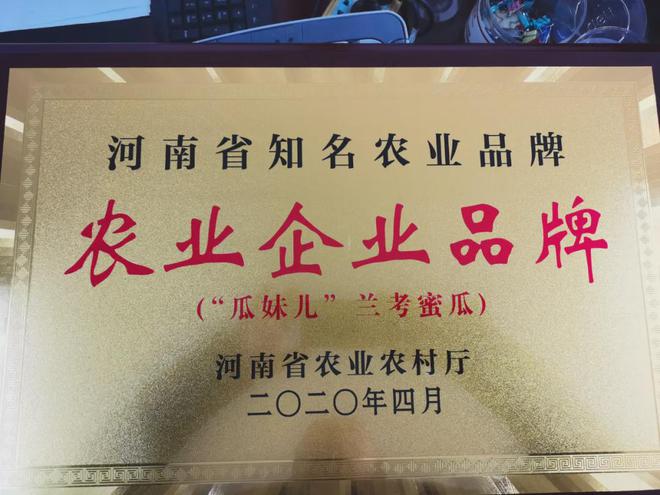 河南省知名农业品牌
农业企业品牌
(“瓜妹儿”兰考蜜瓜)
河南省农业农村厅
二〇二〇年四月